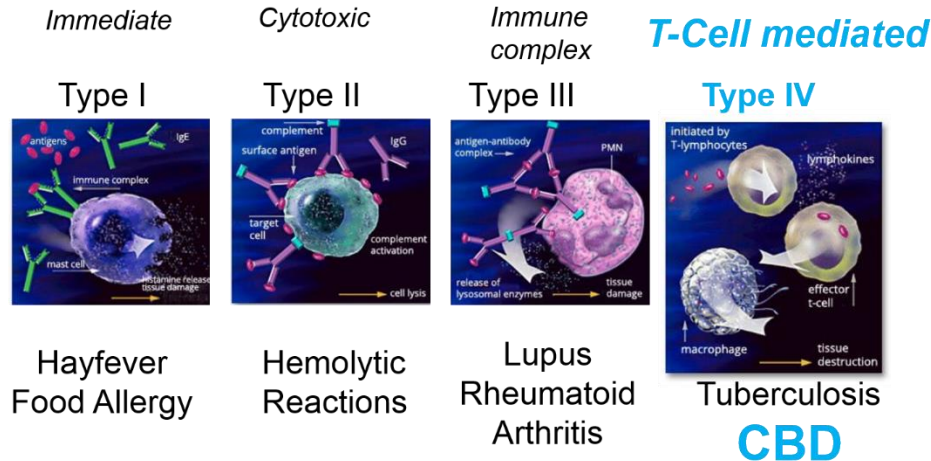 Immediate
Cytotoxic
Immune
complex
T-Cell mediated
Type I
Type II
Type III
Type IV
antigens
IgE
immune complex
mast cell
histamine release
tissue damage
complement
surface antigen
IgG
target
cell
complement
activation
cell lysis
antigen-antibody
complex
PMN
release of
lysosomal enzymes
tissue
damage
initiated by
T-lymphocytes
lymphokines
effector
t-cell
macrophage
tissue
destruction
Hayfever
Food Allergy
Hemolytic
Reactions
Lupus
Rheumatoid
Arthritis
Tuberculosis
CBD